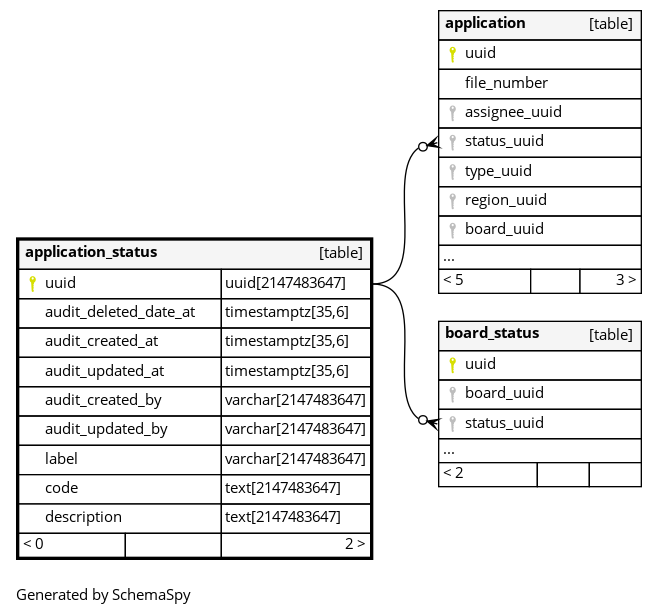 application [table]
uuid
file_number
assignee_uuid
status_uuid
type_uuid
region_uuid
board_uuid
...
< 5 3 >
application_status [table]
uuid uuid[2147483647]
audit_deleted_date_at timestamptz[35,6]
audit_created_at timestamptz[35,6]
audit_updated_at timestamptz[35,6]
audit_created_by varchar[2147483647]
audit_updated_by varchar[2147483647]
label varchar[2147483647]
code text[2147483647]
description text[2147483647]
< 0 2 >
board_status [table]
uuid
board_uuid
status_uuid
...
< 2
Generated by SchemaSpy